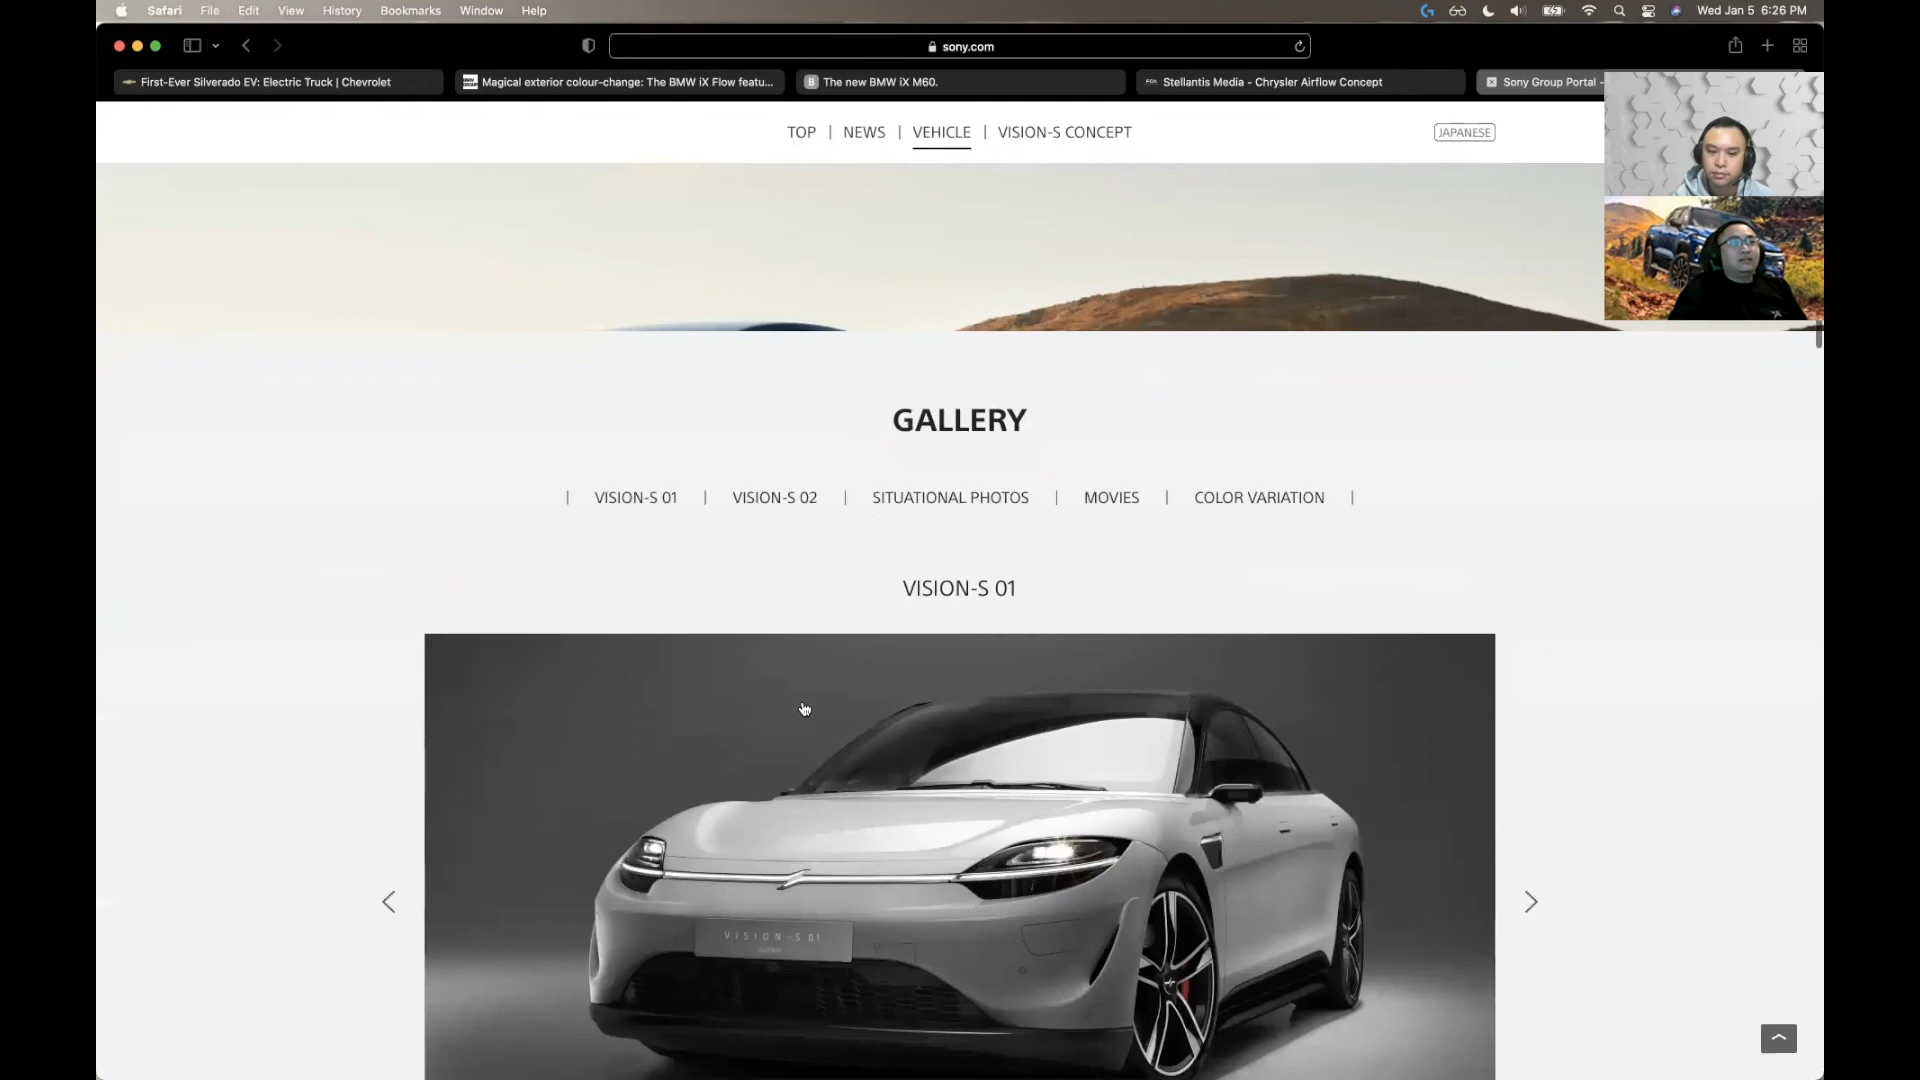 Safari File Edit View History Bookmarks Window Help Wed Jan 5 6:26 PM
sony.com
First-Ever Silverado EV: Electric Truck | Chevrolet
Magical exterior colour-change: The BMW iX Flow featu...
B The new BMW iX M60.
FCA Stellantis Media - Chrysler Airflow Concept
Sony Group Portal -
TOP | NEWS | VEHICLE | VISION-S CONCEPT
JAPANESE
GALLERY
| VISION-S 01 | VISION-S 02 | SITUATIONAL PHOTOS | MOVIES | COLOR VARIATION |
VISION-S 01
VISION-S 01